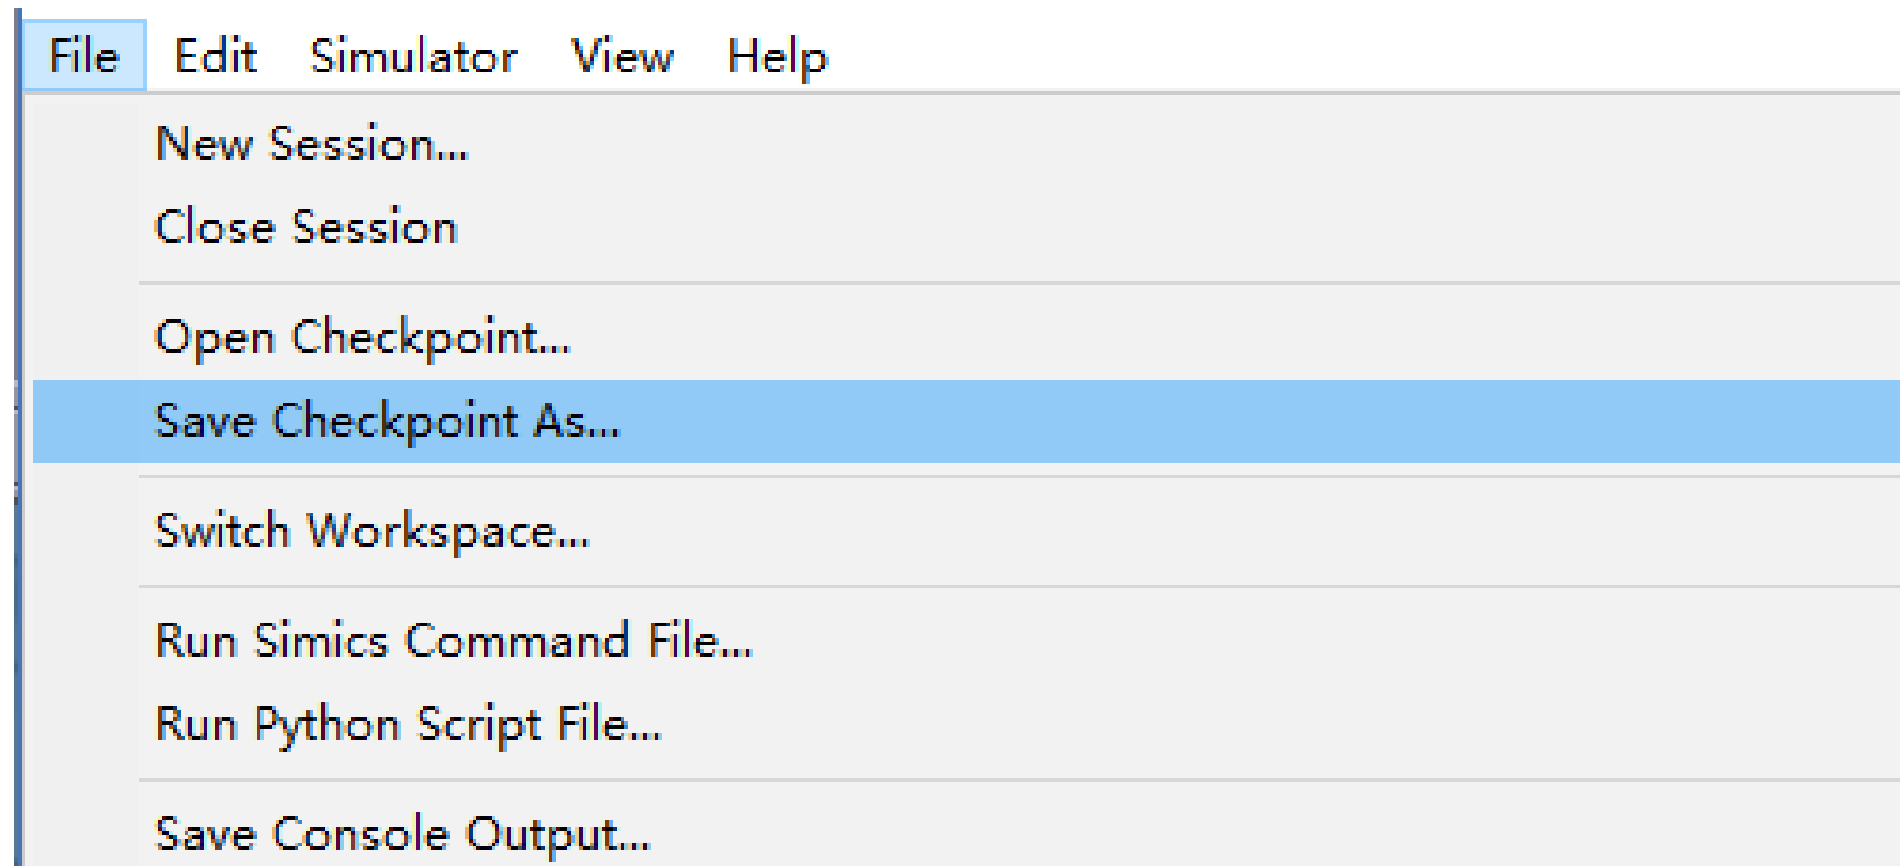 File Edit Simulator View Help
New Session...
Close Session
Open Checkpoint...
Save Checkpoint As...
Switch Workspace...
Run Simics Command File...
Run Python Script File...
Save Console Output...